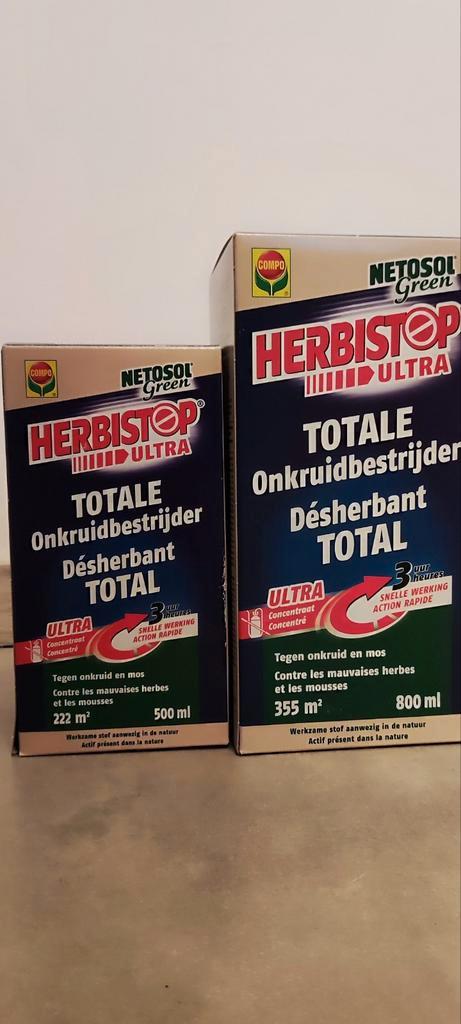 COMPO
NETOSOL®
Green
HERBISTOP®
ULTRA
TOTALE
Onkruidbestrijder
Désherbant
TOTAL
3 uur
heures
ULTRA
Concentraat
Concentré
SNELLE WERKING
ACTION RAPIDE
Tegen onkruid en mos
Contre les mauvaises herbes
et les mousses
222 m² 500 ml
Werkzame stof aanwezig in de natuur
Actif présent dans la nature
COMPO
NETOSOL®
Green
HERBISTOP
ULTRA
TOTALE
Onkruidbestrijder
Désherbant
TOTAL
3 uur
heures
ULTRA
Concentraat
Concentré
SNELLE WERKING
ACTION RAPIDE
Tegen onkruid en mos
Contre les mauvaises herbes
et les mousses
355 m² 800 ml
Werkzame stof aanwezig in de natuur
Actif présent dans la nature